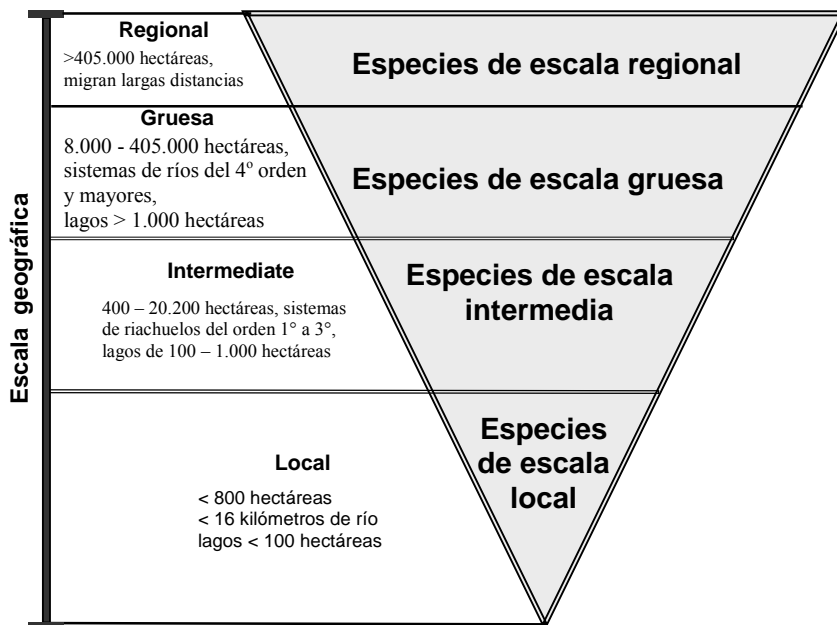 Escala geográfica
Regional
>405.000 hectáreas,
migran largas distancias
Especies de escala regional
Gruesa
8.000 - 405.000 hectáreas,
sistemas de ríos del 4º orden
y mayores,
lagos > 1.000 hectáreas
Especies de escala gruesa
Intermediate
400 – 20.200 hectáreas, sistemas
de riachuelos del orden 1° a 3°,
lagos de 100 – 1.000 hectáreas
Especies de escala
intermedia
Local
< 800 hectáreas
< 16 kilómetros de río
lagos < 100 hectáreas
Especies
de escala
local